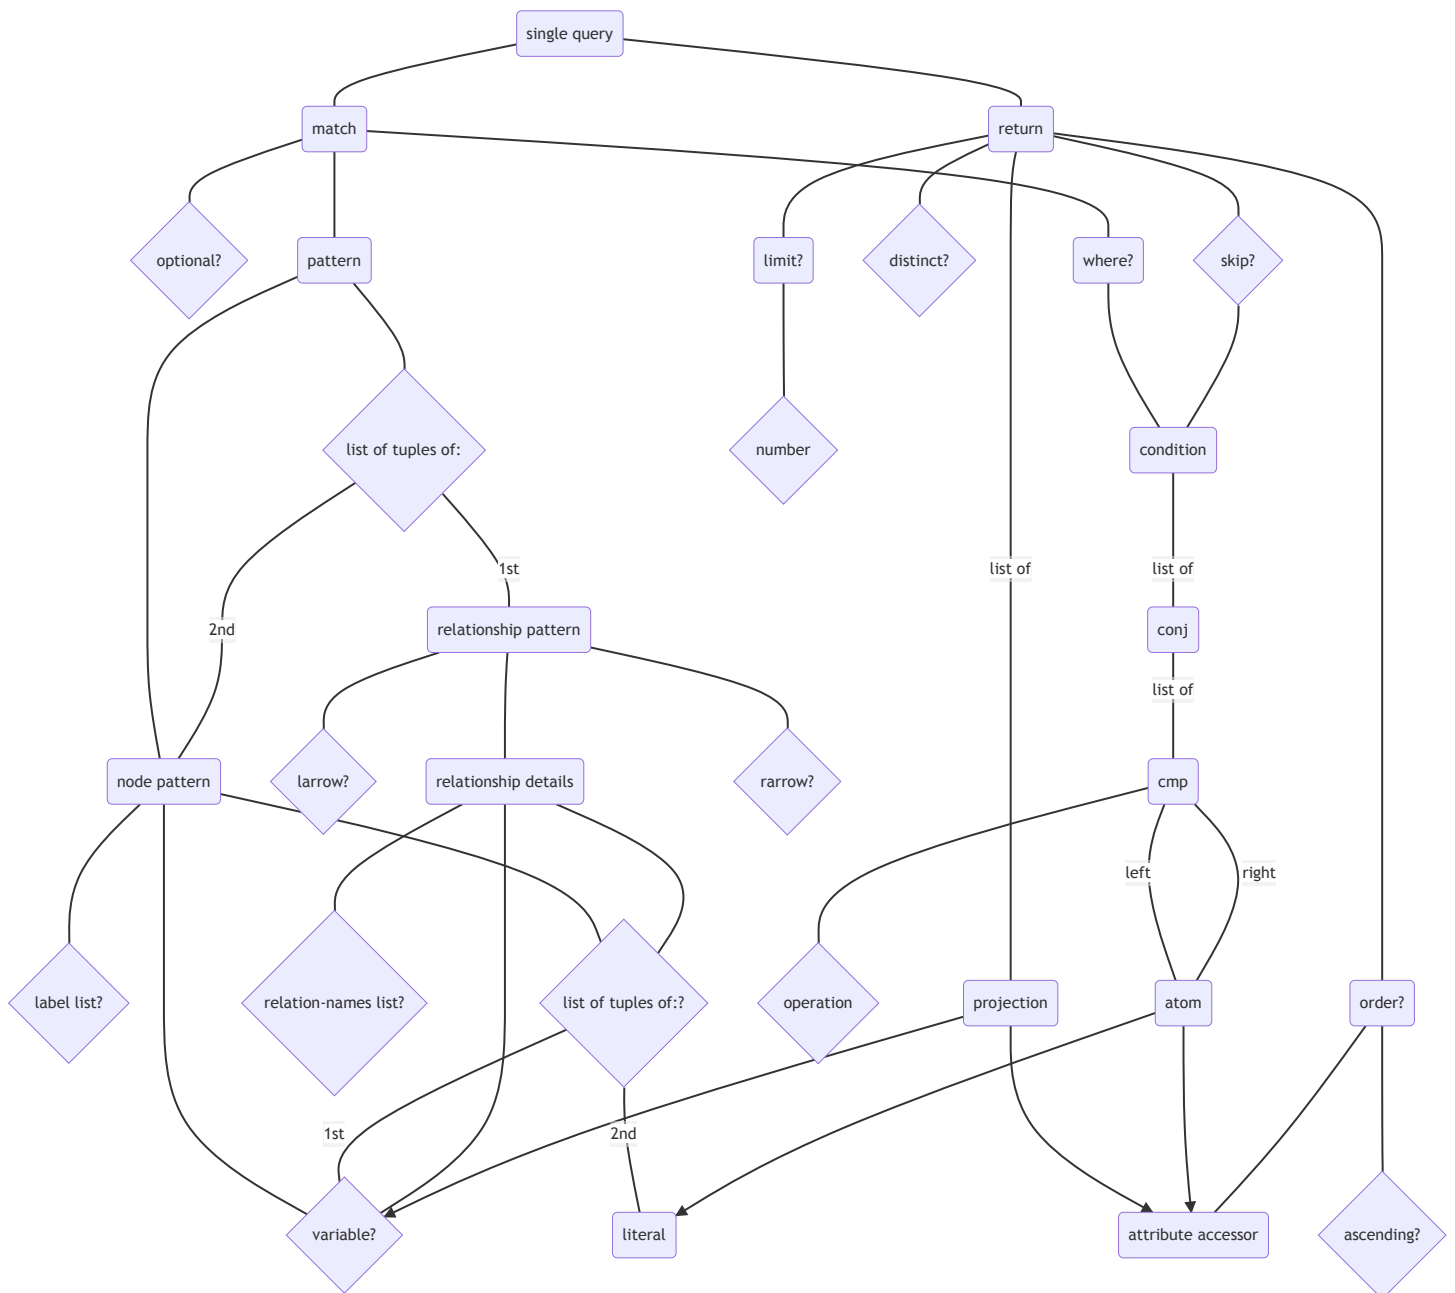 single query
match
return
optional?
pattern
limit?
distinct?
where?
skip?
list of tuples of:
number
condition
1st
list of
list of
2nd
relationship pattern
conj
list of
node pattern
larrow?
relationship details
rarrow?
cmp
left
right
label list?
relation-names list?
list of tuples of:?
operation
projection
atom
order?
1st
2nd
variable?
literal
attribute accessor
ascending?